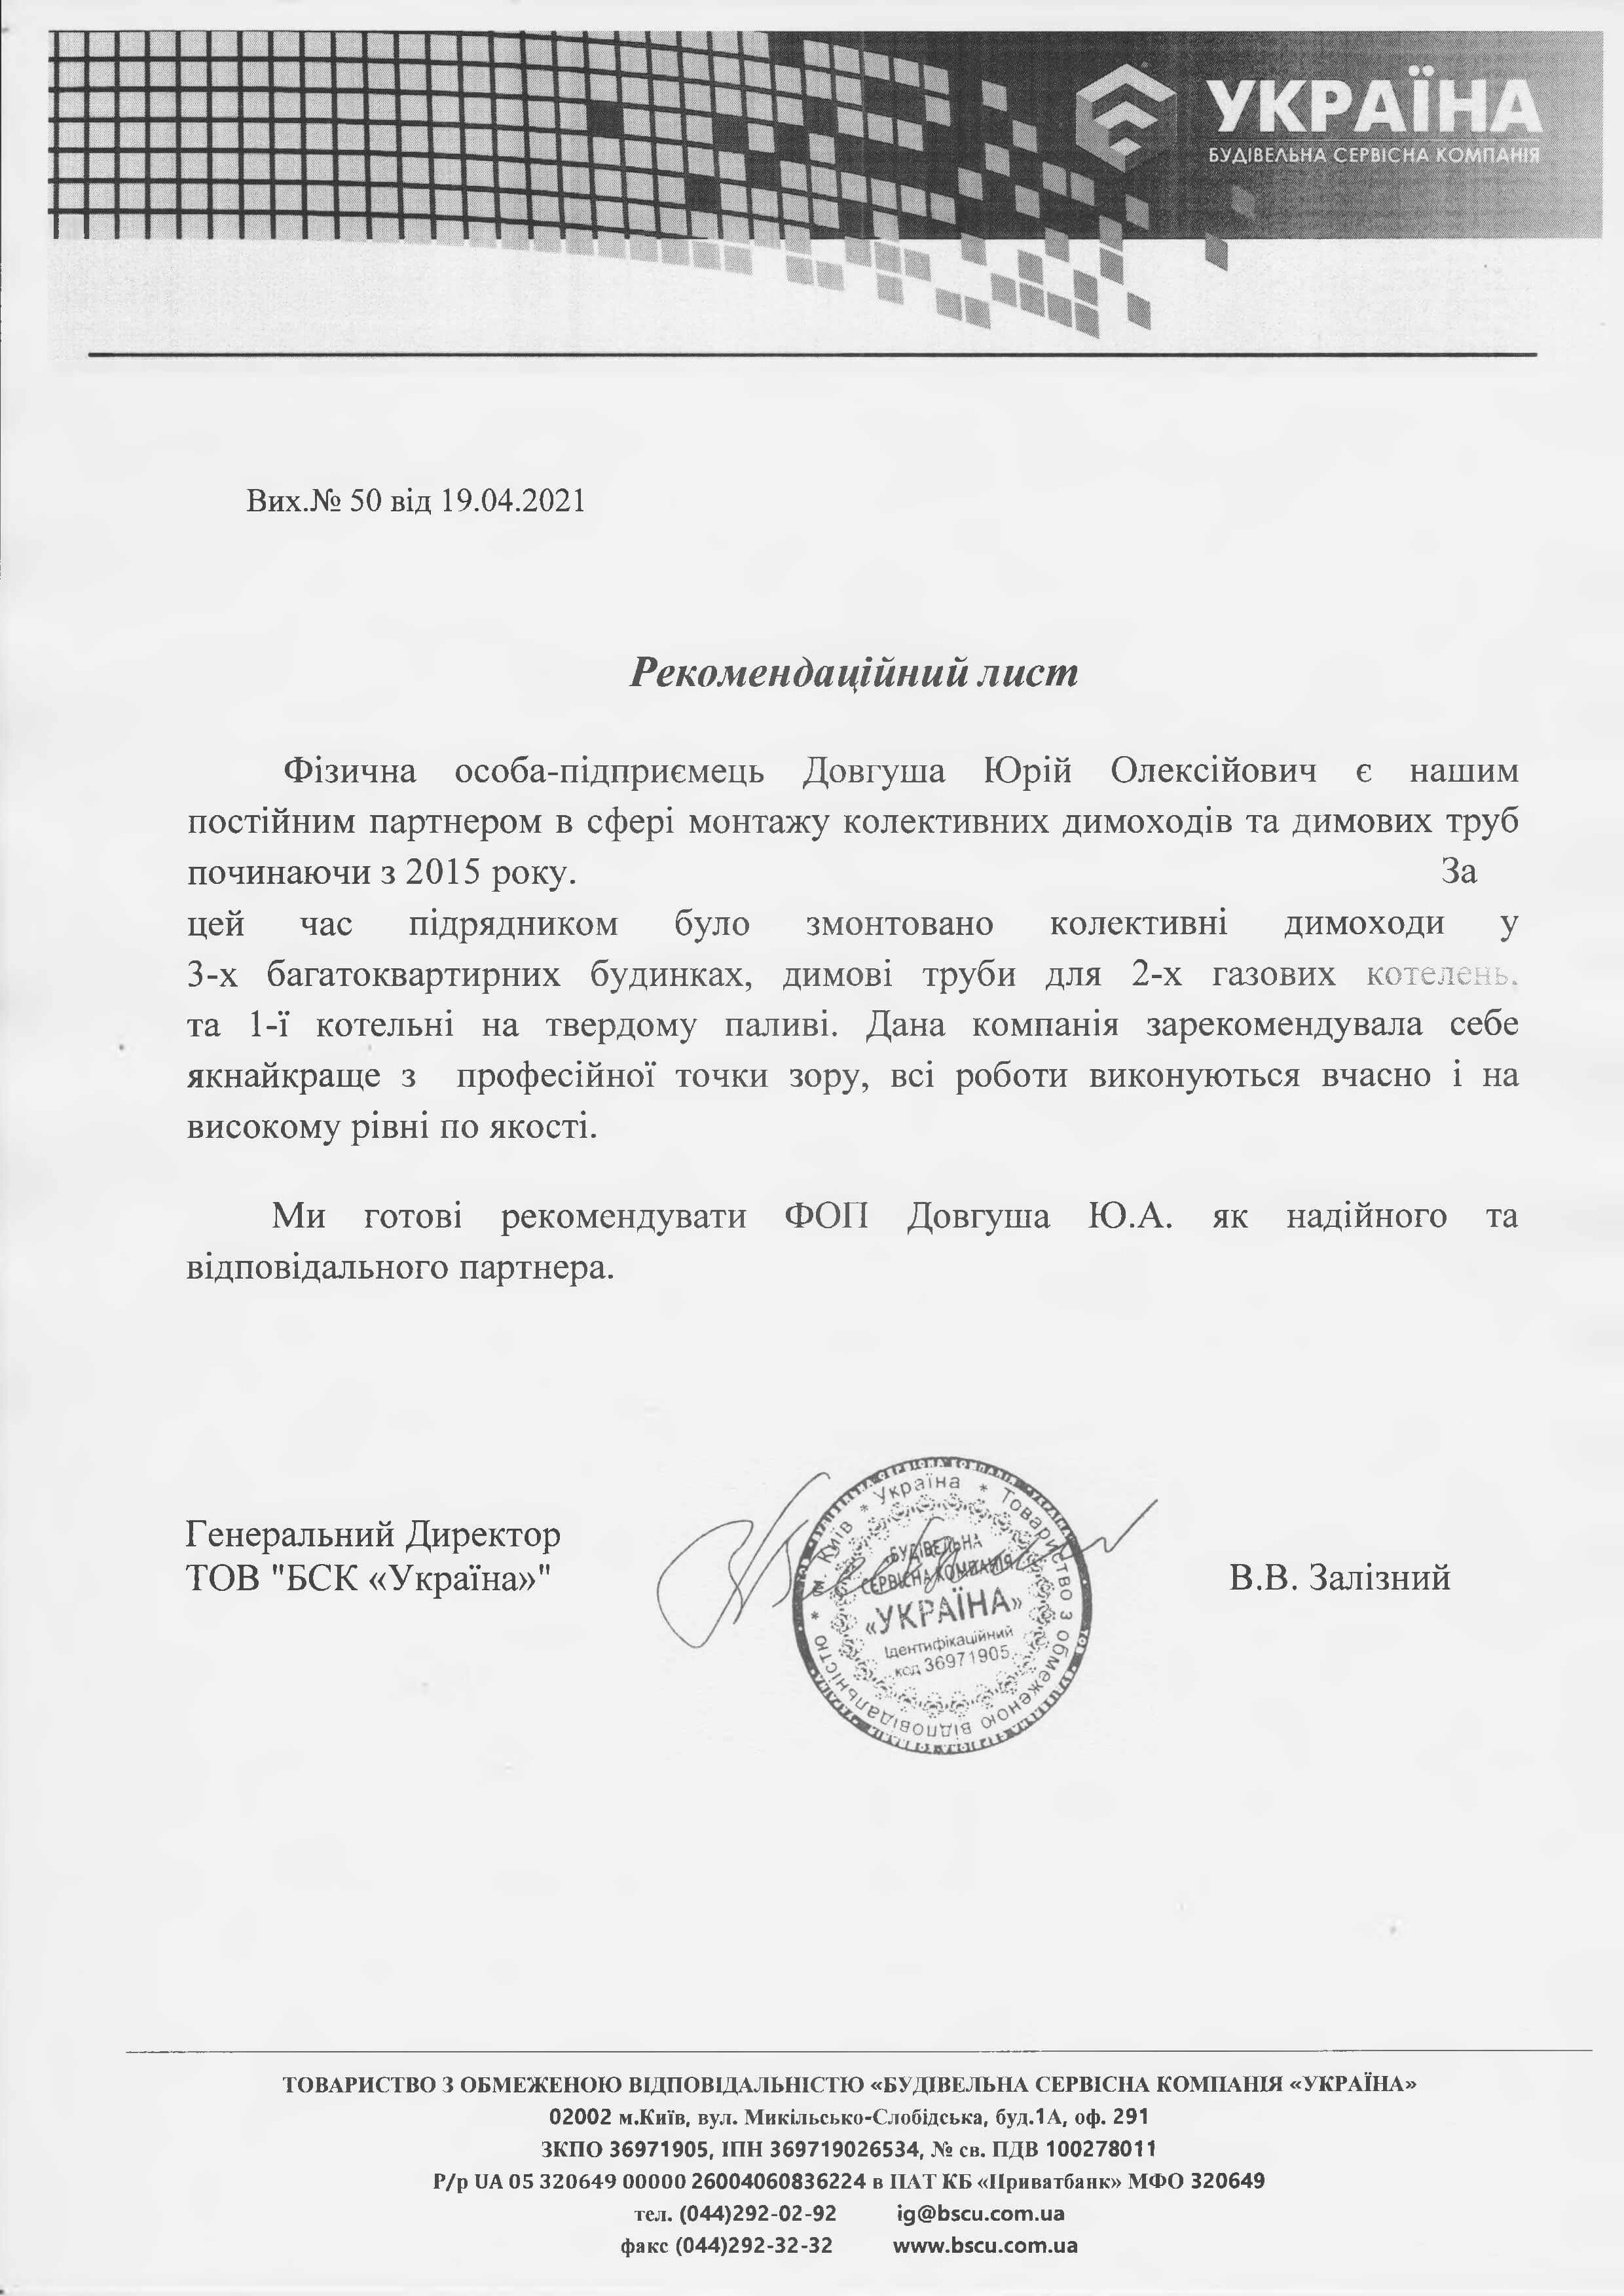 УКРАЇНА
БУДІВЕЛЬНА СЕРВІСНА КОМПАНІЯ
Вих.№ 50 від 19.04.2021
Рекомендаційний лист
Фізична особа-підприємець Довгуша Юрій Олексійович є нашим
постійним партнером в сфері монтажу колективних димоходів та димових труб
починаючи з 2015 року. За
цей час підрядником було змонтовано колективні димоходи у
3-х багатоквартирних будинках, димові труби для 2-х газових котелень.
та 1-ї котельні на твердому паливі. Дана компанія зарекомендувала себе
якнайкраще з професійної точки зору, всі роботи виконуються вчасно і на
високому рівні по якості.
Ми готові рекомендувати ФОП Довгуша Ю.А. як надійного та
відповідального партнера.
Генеральний Директор
ТОВ "БСК «Україна»"
В.В. Залізний
* м. Київ * Україна * Товариство з обмеженою відповідальністю
БУДІВЕЛЬНА
СЕРВІСНА КОМПАНІЯ
«УКРАЇНА»
Ідентифікаційний
код 36971905
ТОВАРИСТВО З ОБМЕЖЕНОЮ ВІДПОВІДАЛЬНІСТЮ «БУДІВЕЛЬНА СЕРВІСНА КОМПАНІЯ «УКРАЇНА»
02002 м.Київ, вул. Микільсько-Слобідська, буд.1А, оф. 291
ЗКПО 36971905, ІПН 369719026534, № св. ПДВ 100278011
Р/р UA 05 320649 00000 26004060836224 в ПАТ КБ «Приватбанк» МФО 320649
тел. (044)292-02-92 ig@bscu.com.ua
факс (044)292-32-32 www.bscu.com.ua